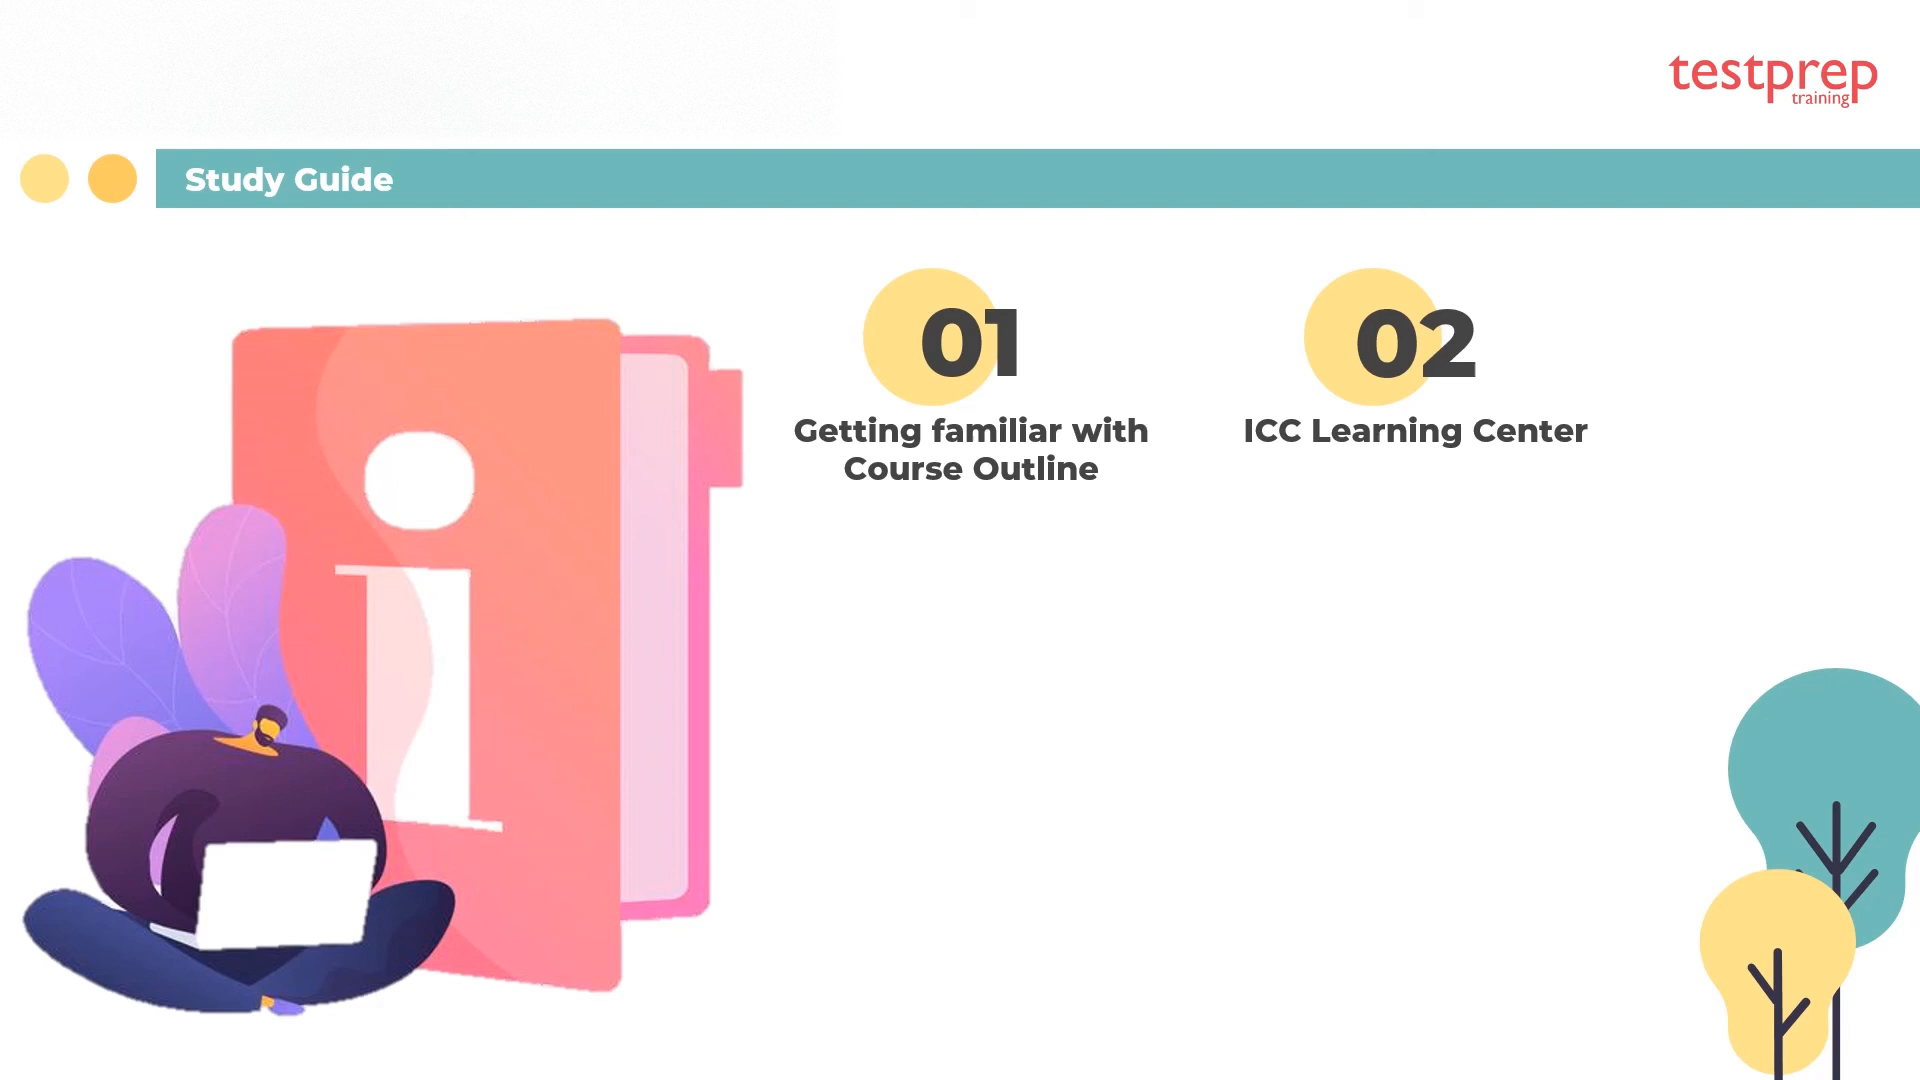 testprep
training
Study Guide
01
Getting familiar with
Course Outline
02
ICC Learning Center
i